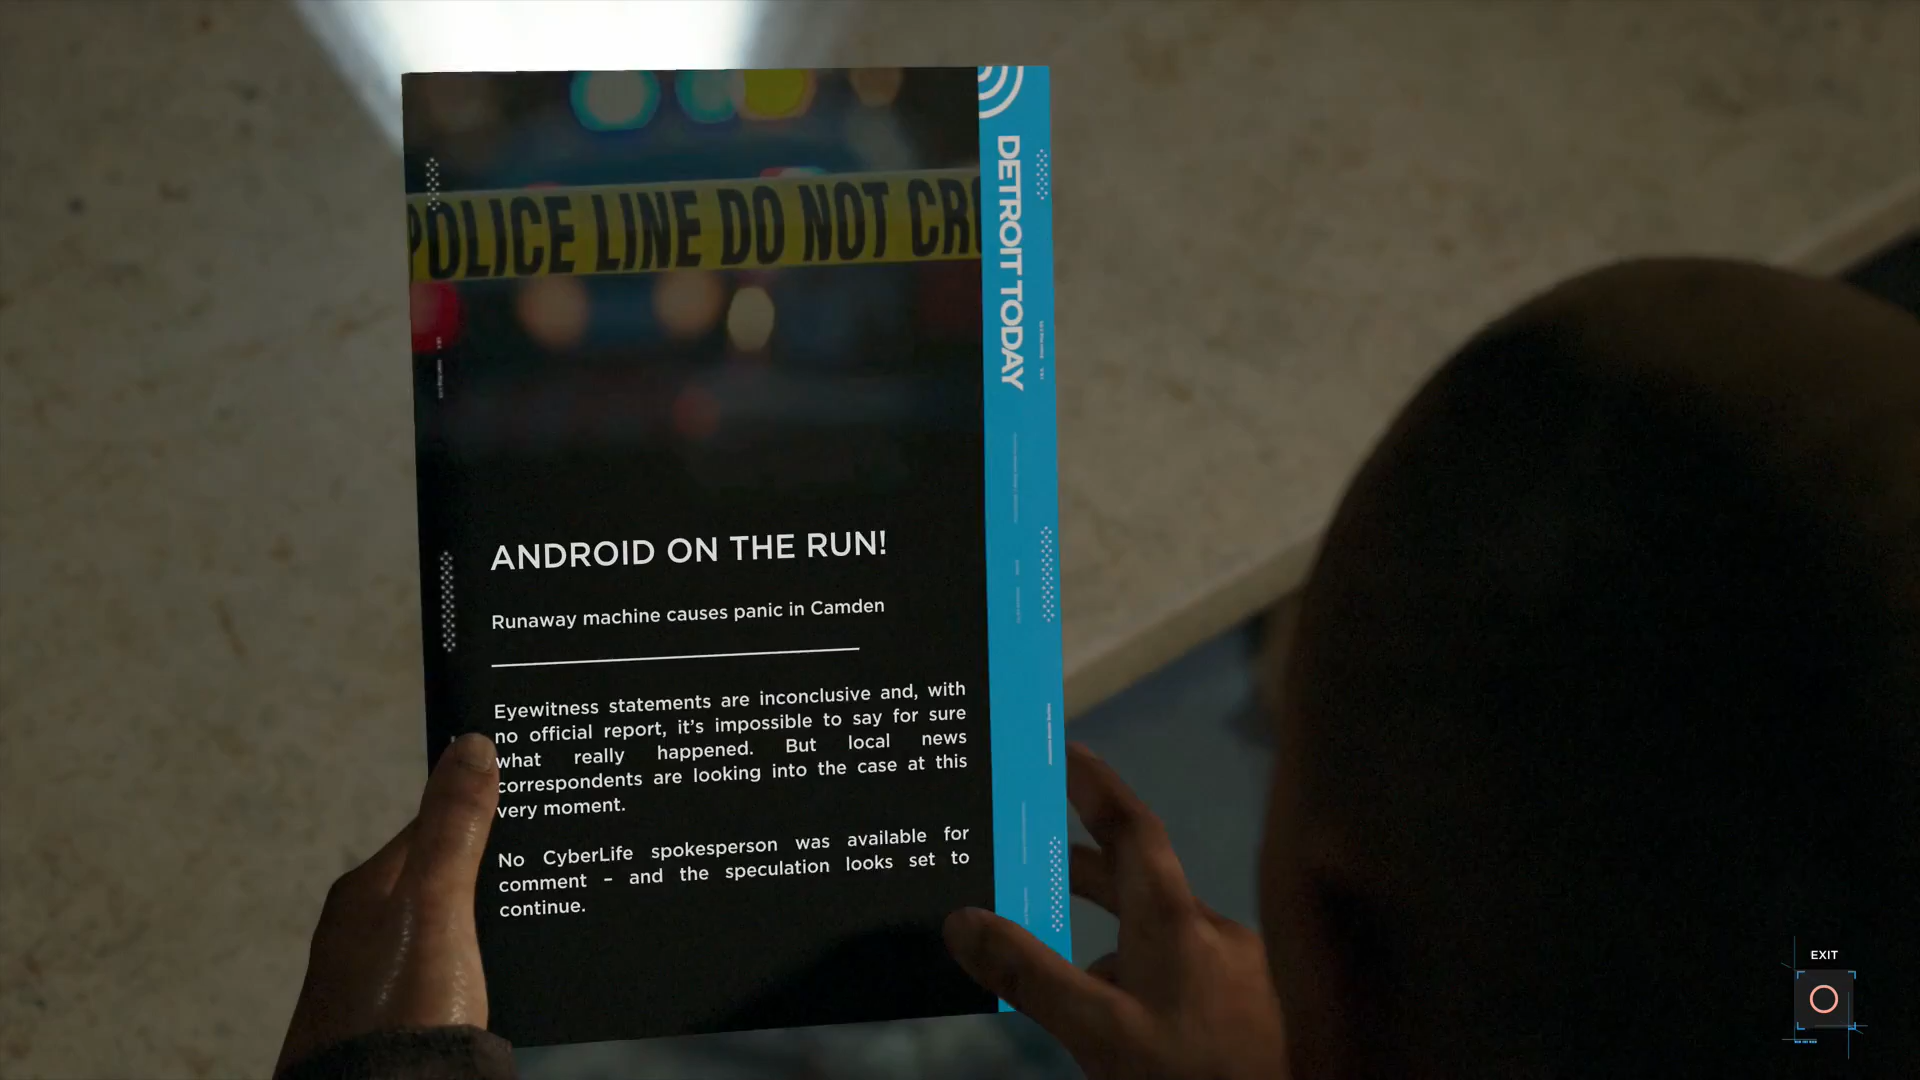 POLICE LINE DO NOT CRO
DETROIT TODAY
ANDROID ON THE RUN!
Runaway machine causes panic in Camden
Eyewitness statements are inconclusive and, with
no official report, it's impossible to say for sure
what really happened. But local news
correspondents are looking into the case at this
very moment.
No CyberLife spokesperson was available for
comment – and the speculation looks set to
continue.
EXIT